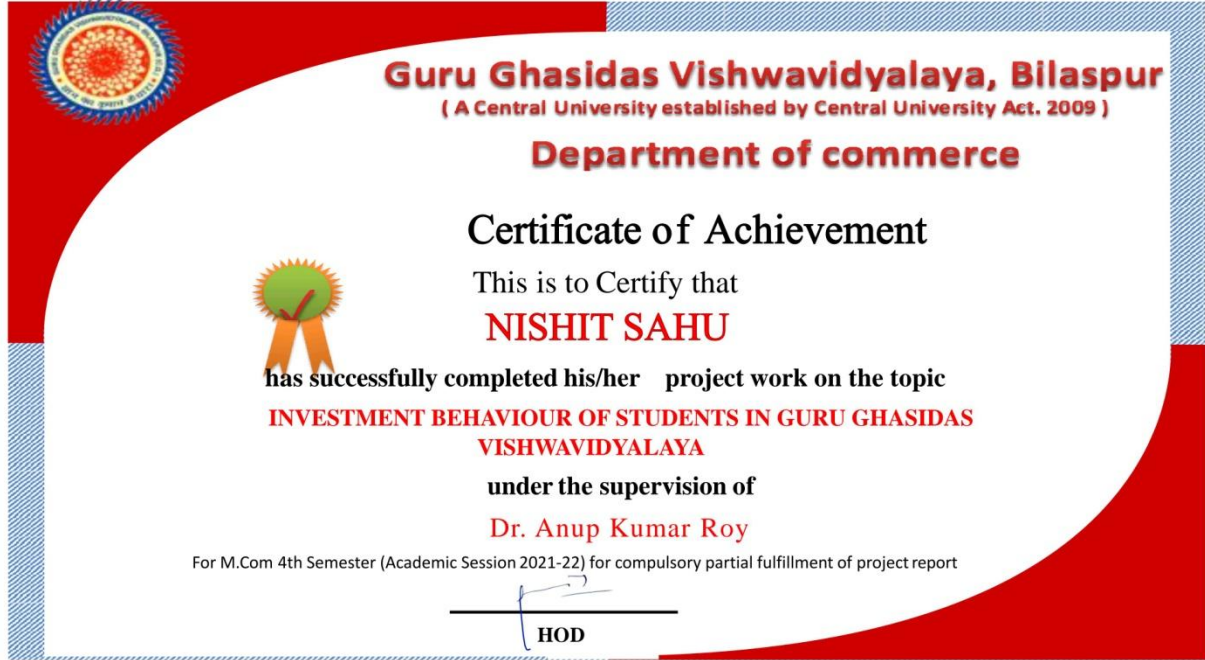 Guru Ghasidas Vishwavidyalaya, Bilaspur
( A Central University established by Central University Act. 2009 )
Department of commerce
Certificate of Achievement
This is to Certify that
NISHIT SAHU
has successfully completed his/her project work on the topic
INVESTMENT BEHAVIOUR OF STUDENTS IN GURU GHASIDAS
VISHWAVIDYALAYA
under the supervision of
Dr. Anup Kumar Roy
For M.Com 4th Semester (Academic Session 2021-22) for compulsory partial fulfillment of project report
HOD